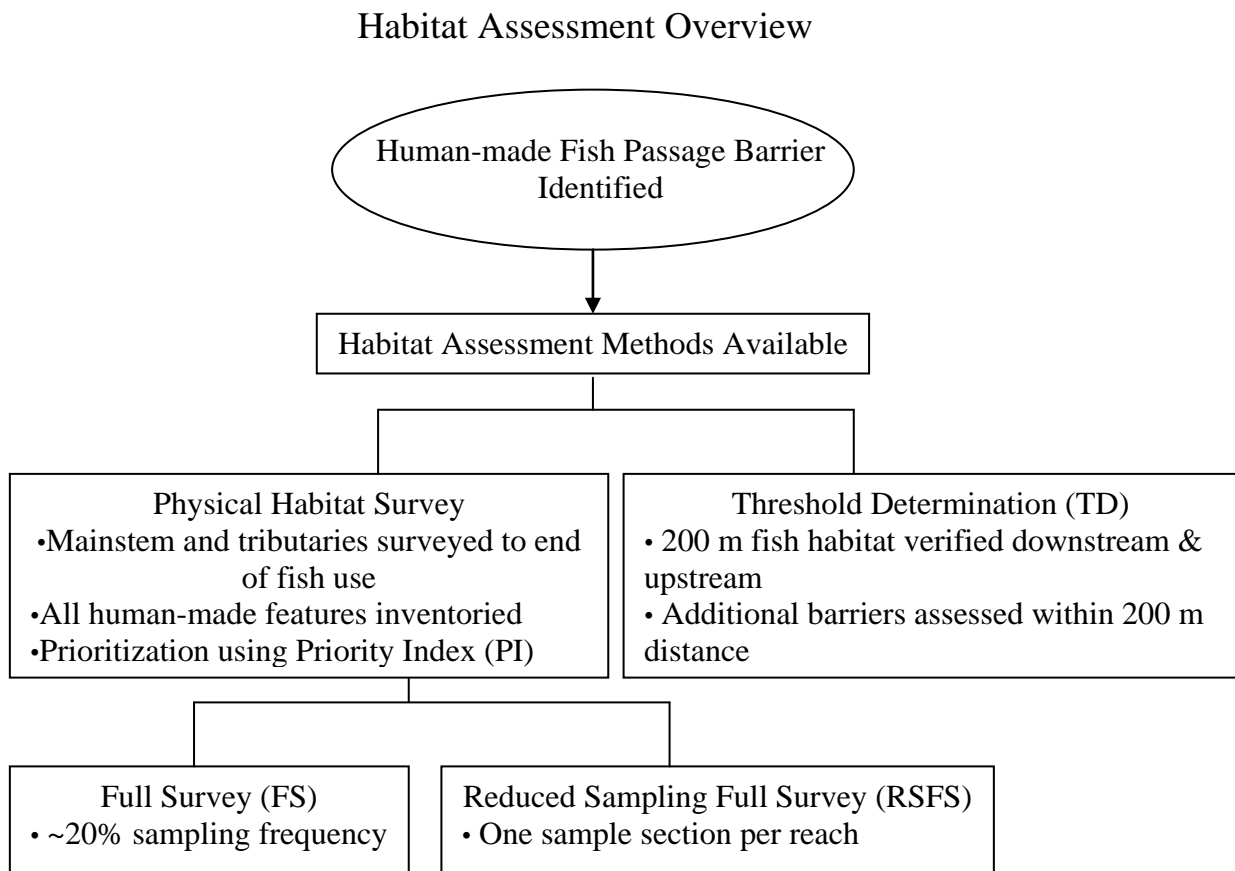 Habitat Assessment Overview
Human-made Fish Passage Barrier
Identified
Habitat Assessment Methods Available
Physical Habitat Survey
•Mainstem and tributaries surveyed to end
of fish use
•All human-made features inventoried
•Prioritization using Priority Index (PI)
Threshold Determination (TD)
• 200 m fish habitat verified downstream &
upstream
• Additional barriers assessed within 200 m
distance
Full Survey (FS)
• ~20% sampling frequency
Reduced Sampling Full Survey (RSFS)
• One sample section per reach